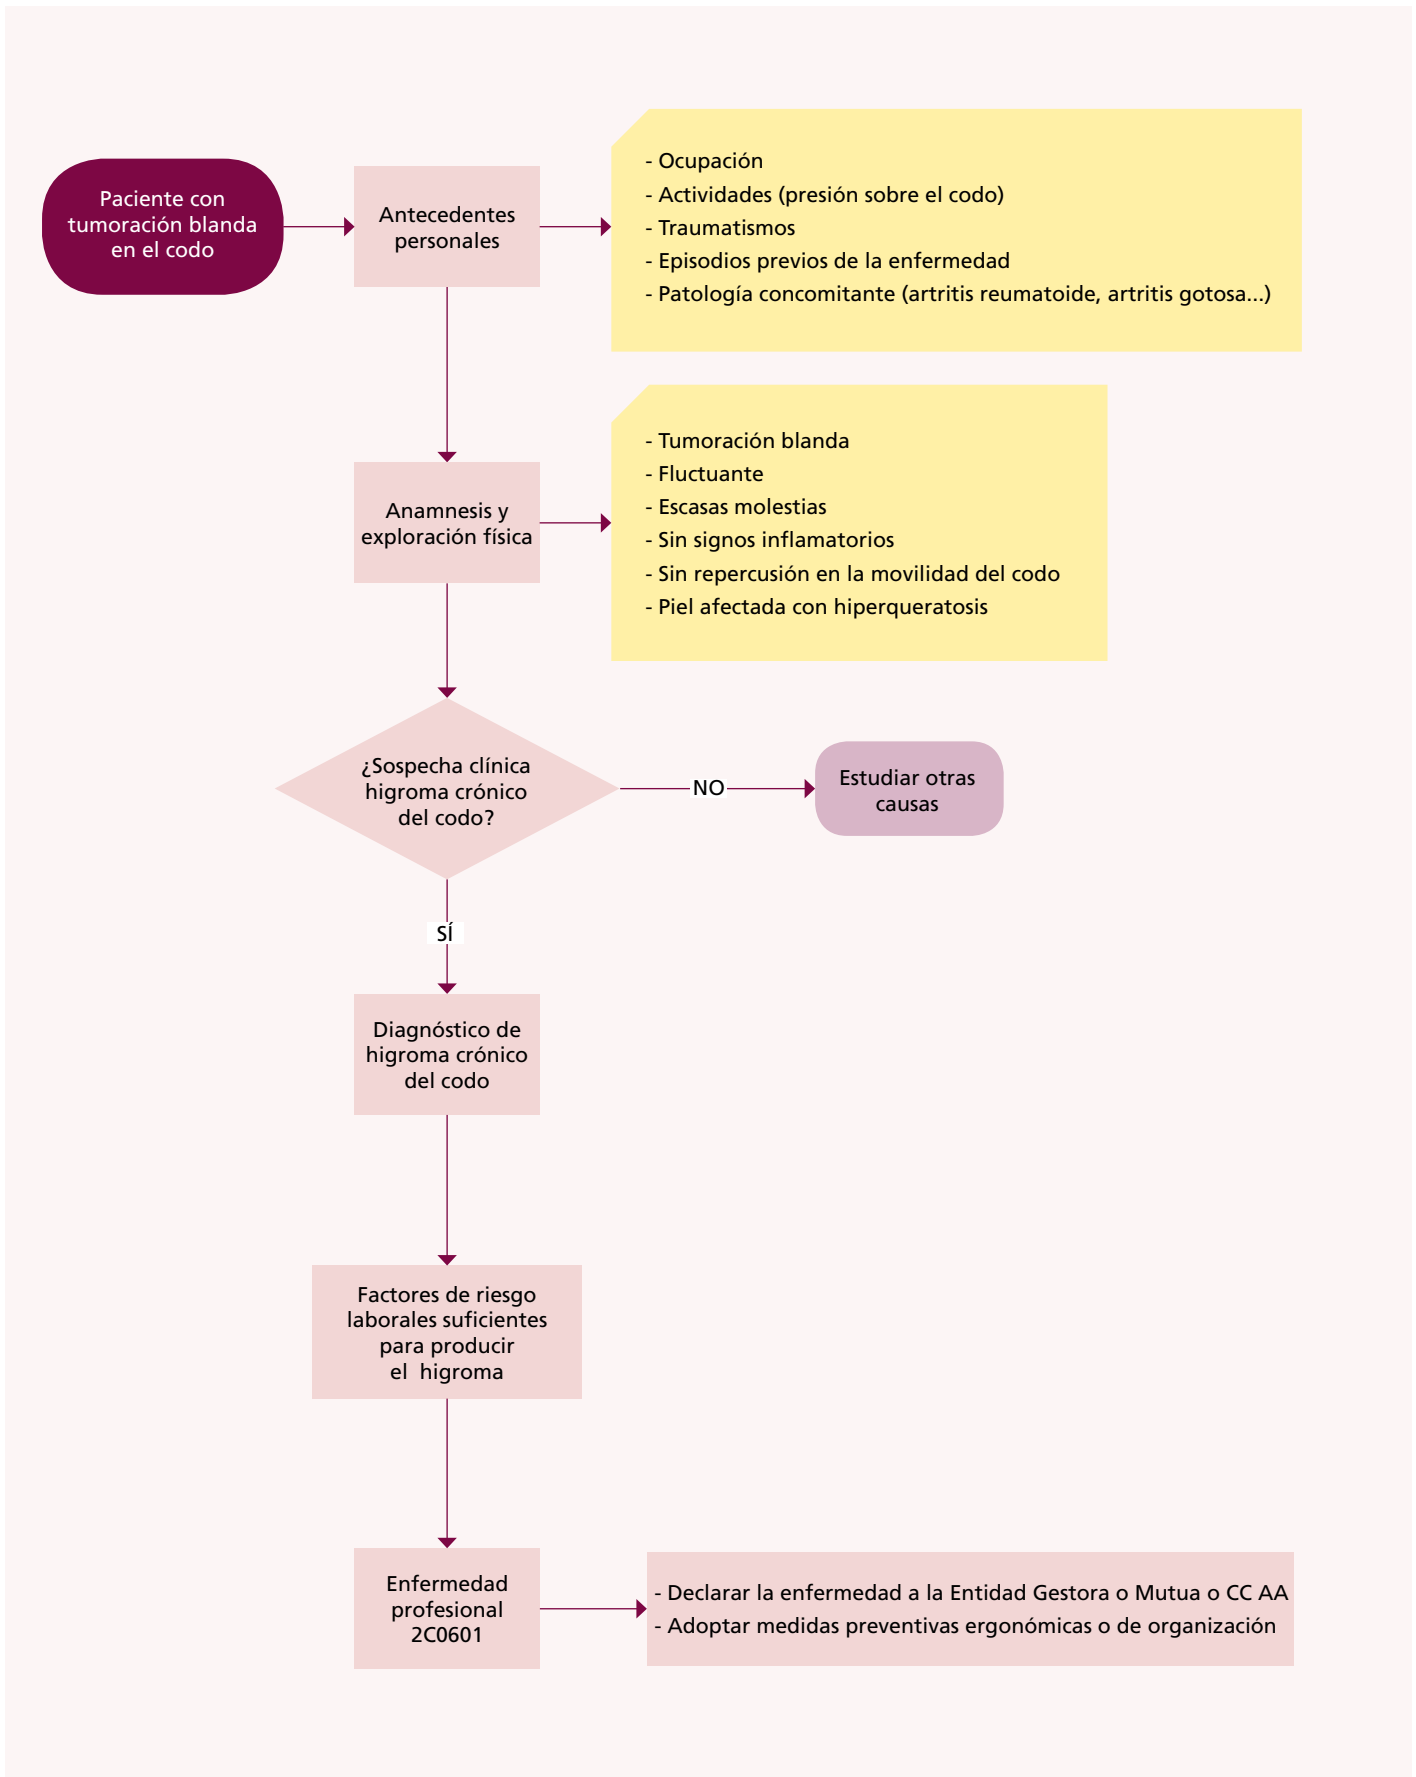 Paciente con
tumoración blanda
en el codo
Antecedentes
personales
- Ocupación
- Actividades (presión sobre el codo)
- Traumatismos
- Episodios previos de la enfermedad
- Patología concomitante (artritis reumatoide, artritis gotosa...)
Anamnesis y
exploración física
- Tumoración blanda
- Fluctuante
- Escasas molestias
- Sin signos inflamatorios
- Sin repercusión en la movilidad del codo
- Piel afectada con hiperqueratosis
¿Sospecha clínica
higroma crónico
del codo?
NO
Estudiar otras
causas
SÍ
Diagnóstico de
higroma crónico
del codo
Factores de riesgo
laborales suficientes
para producir
el higroma
Enfermedad
profesional
2C0601
- Declarar la enfermedad a la Entidad Gestora o Mutua o CC AA
- Adoptar medidas preventivas ergonómicas o de organización